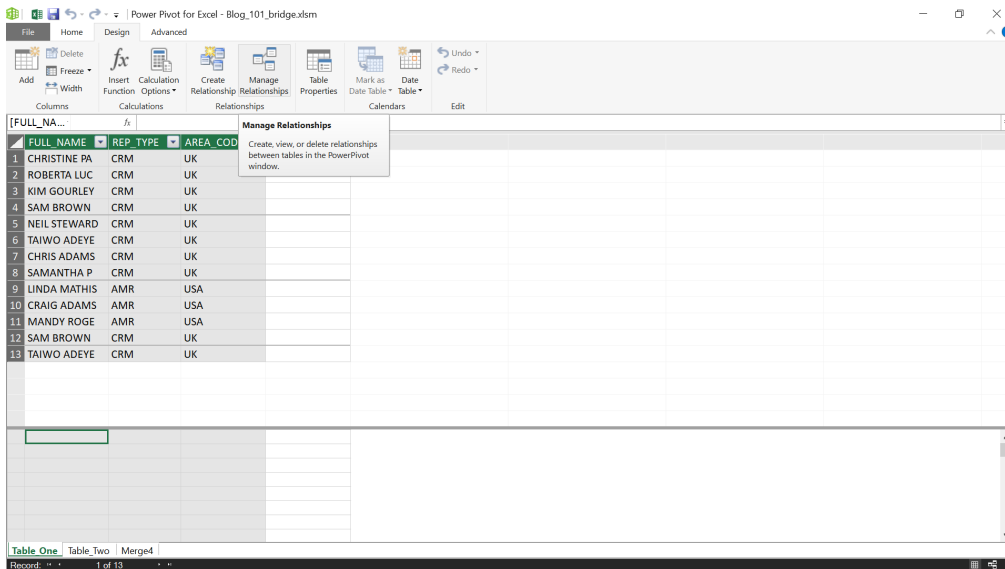 Power Pivot for Excel - Blog_101_bridge.xlsm
File Home Design Advanced
Add
Delete
Freeze
Width
Columns
fx
Insert Function
Calculation Options
Calculations
Create Relationship
Manage Relationships
Relationships
Table Properties
Mark as Date Table
Date Table
Calendars
Undo
Redo
Edit
[FULL_NA... fx
Manage Relationships
Create, view, or delete relationships
between tables in the PowerPivot
window.
FULL_NAME REP_TYPE AREA_COD
1 CHRISTINE PA CRM UK
2 ROBERTA LUC CRM UK
3 KIM GOURLEY CRM UK
4 SAM BROWN CRM UK
5 NEIL STEWARD CRM UK
6 TAIWO ADEYE CRM UK
7 CHRIS ADAMS CRM UK
8 SAMANTHA P CRM UK
9 LINDA MATHIS AMR USA
10 CRAIG ADAMS AMR USA
11 MANDY ROGE AMR USA
12 SAM BROWN CRM UK
13 TAIWO ADEYE CRM UK
Table_One Table_Two Merge4
Record: 1 of 13